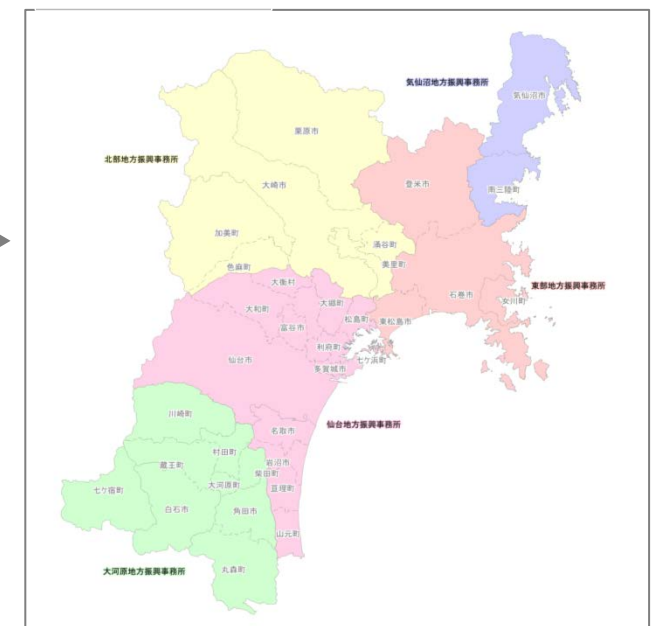 気仙沼地方振興事務所
気仙沼市
栗原市
北部地方振興事務所
登米市
大崎市
南三陸町
加美町
涌谷町
美里町
色麻町
大衡村
東部地方振興事務所
石巻市
女川町
大郷町
大和町
松島町
東松島市
富谷市
利府町
七ケ浜町
仙台市
多賀城市
川崎町
仙台地方振興事務所
名取市
村田町
岩沼市
蔵王町
柴田町
大河原町
亘理町
七ケ宿町
白石市
角田市
山元町
丸森町
大河原地方振興事務所